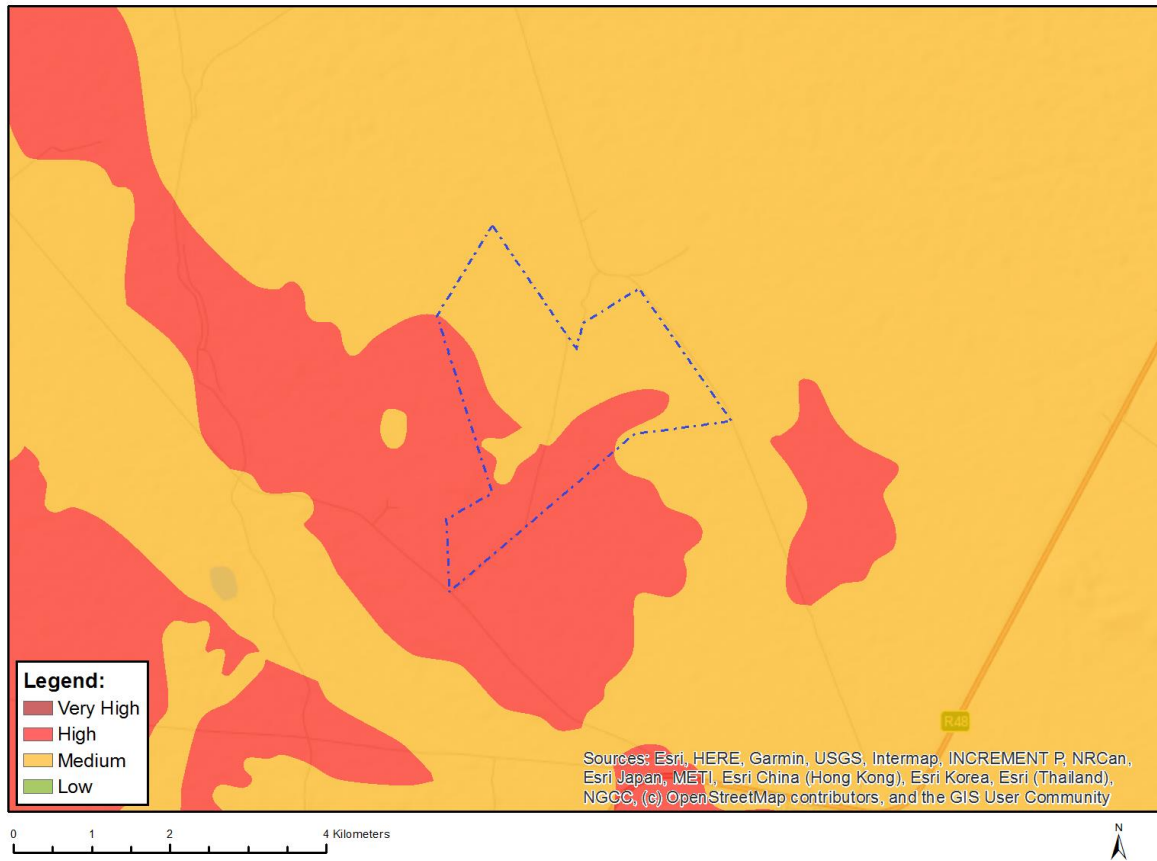 R48
Legend:
Very High
High
Medium
Low
Sources: Esri, HERE, Garmin, USGS, Intermap, INCREMENT P, NRCan,
Esri Japan, METI, Esri China (Hong Kong), Esri Korea, Esri (Thailand),
NGCC, (c) OpenStreetMap contributors, and the GIS User Community
0 1 2 4 Kilometers
N